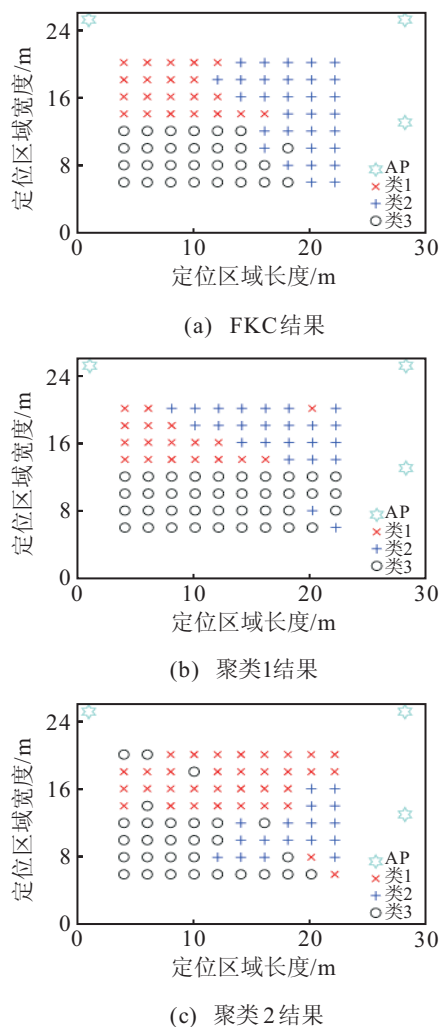 24
16
8
0
0
10
20
30
定位区域宽度/m
定位区域长度/m
AP
类1
类2
类3
(a) FKC结果
24
16
8
0
0
10
20
30
定位区域宽度/m
定位区域长度/m
AP
类1
类2
类3
(b) 聚类1结果
24
16
8
0
0
10
20
30
定位区域宽度/m
定位区域长度/m
AP
类1
类2
类3
(c) 聚类2结果